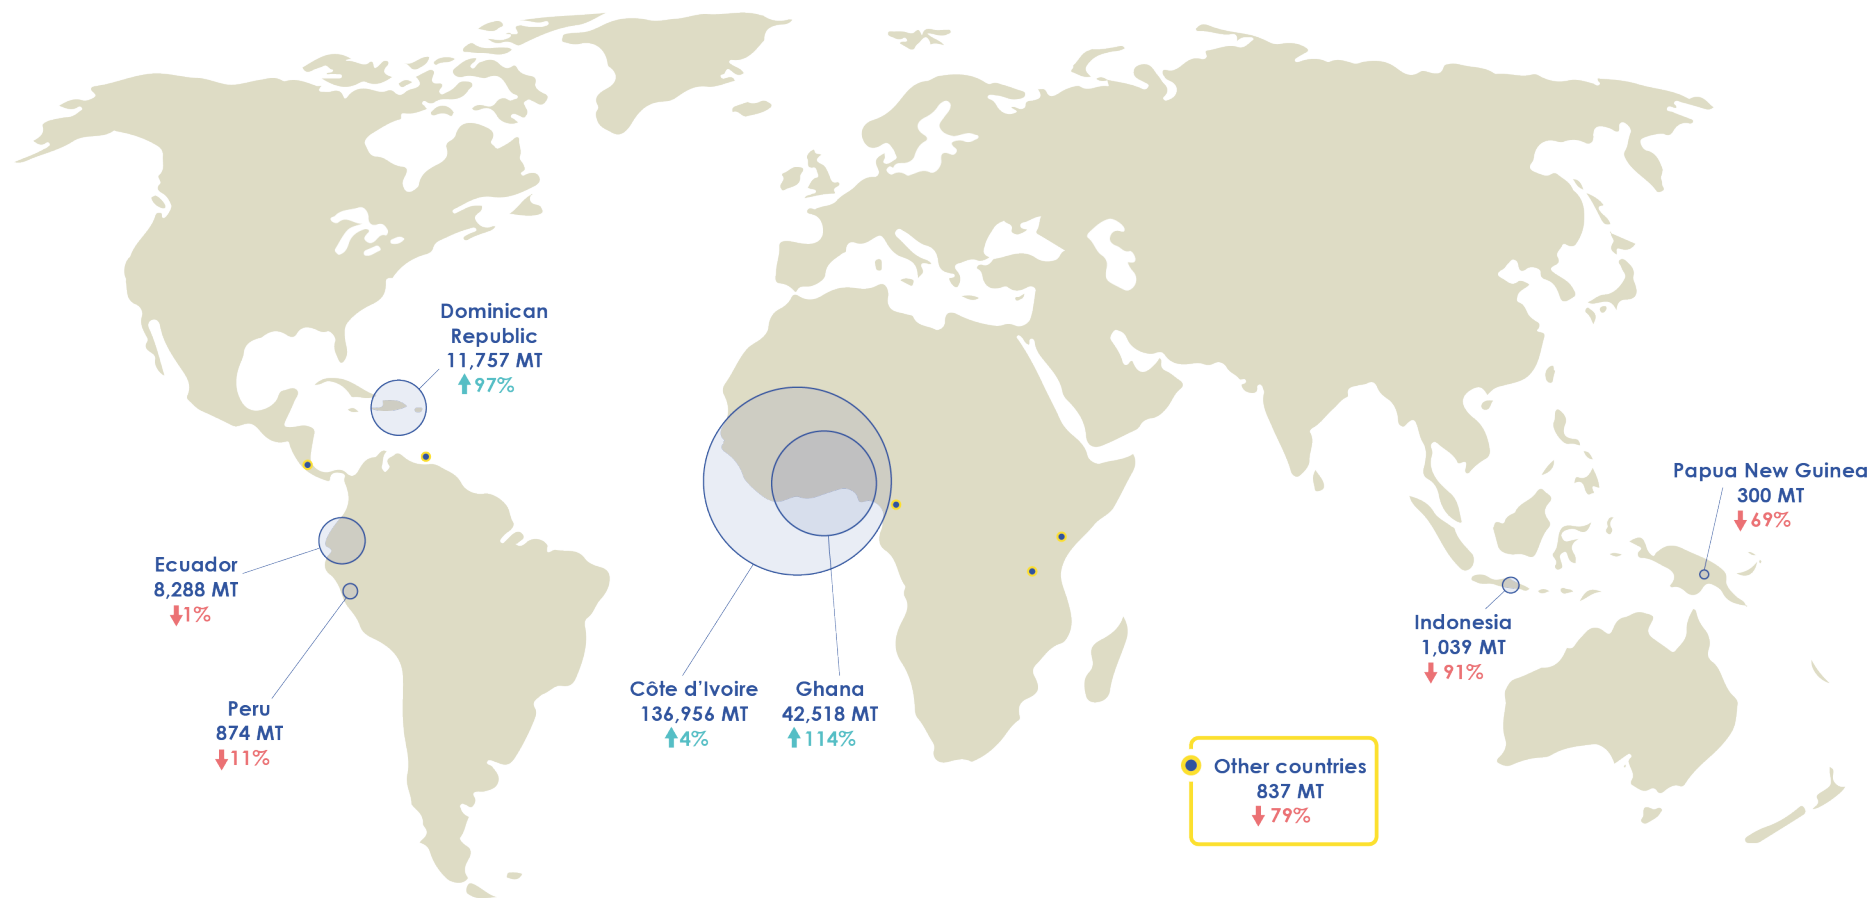 Dominican
Republic
11,757 MT
97%
Ecuador
8,288 MT
1%
Peru
874 MT
11%
Côte d’Ivoire
136,956 MT
4%
Ghana
42,518 MT
114%
Papua New Guinea
300 MT
69%
Indonesia
1,039 MT
91%
Other countries
837 MT
79%